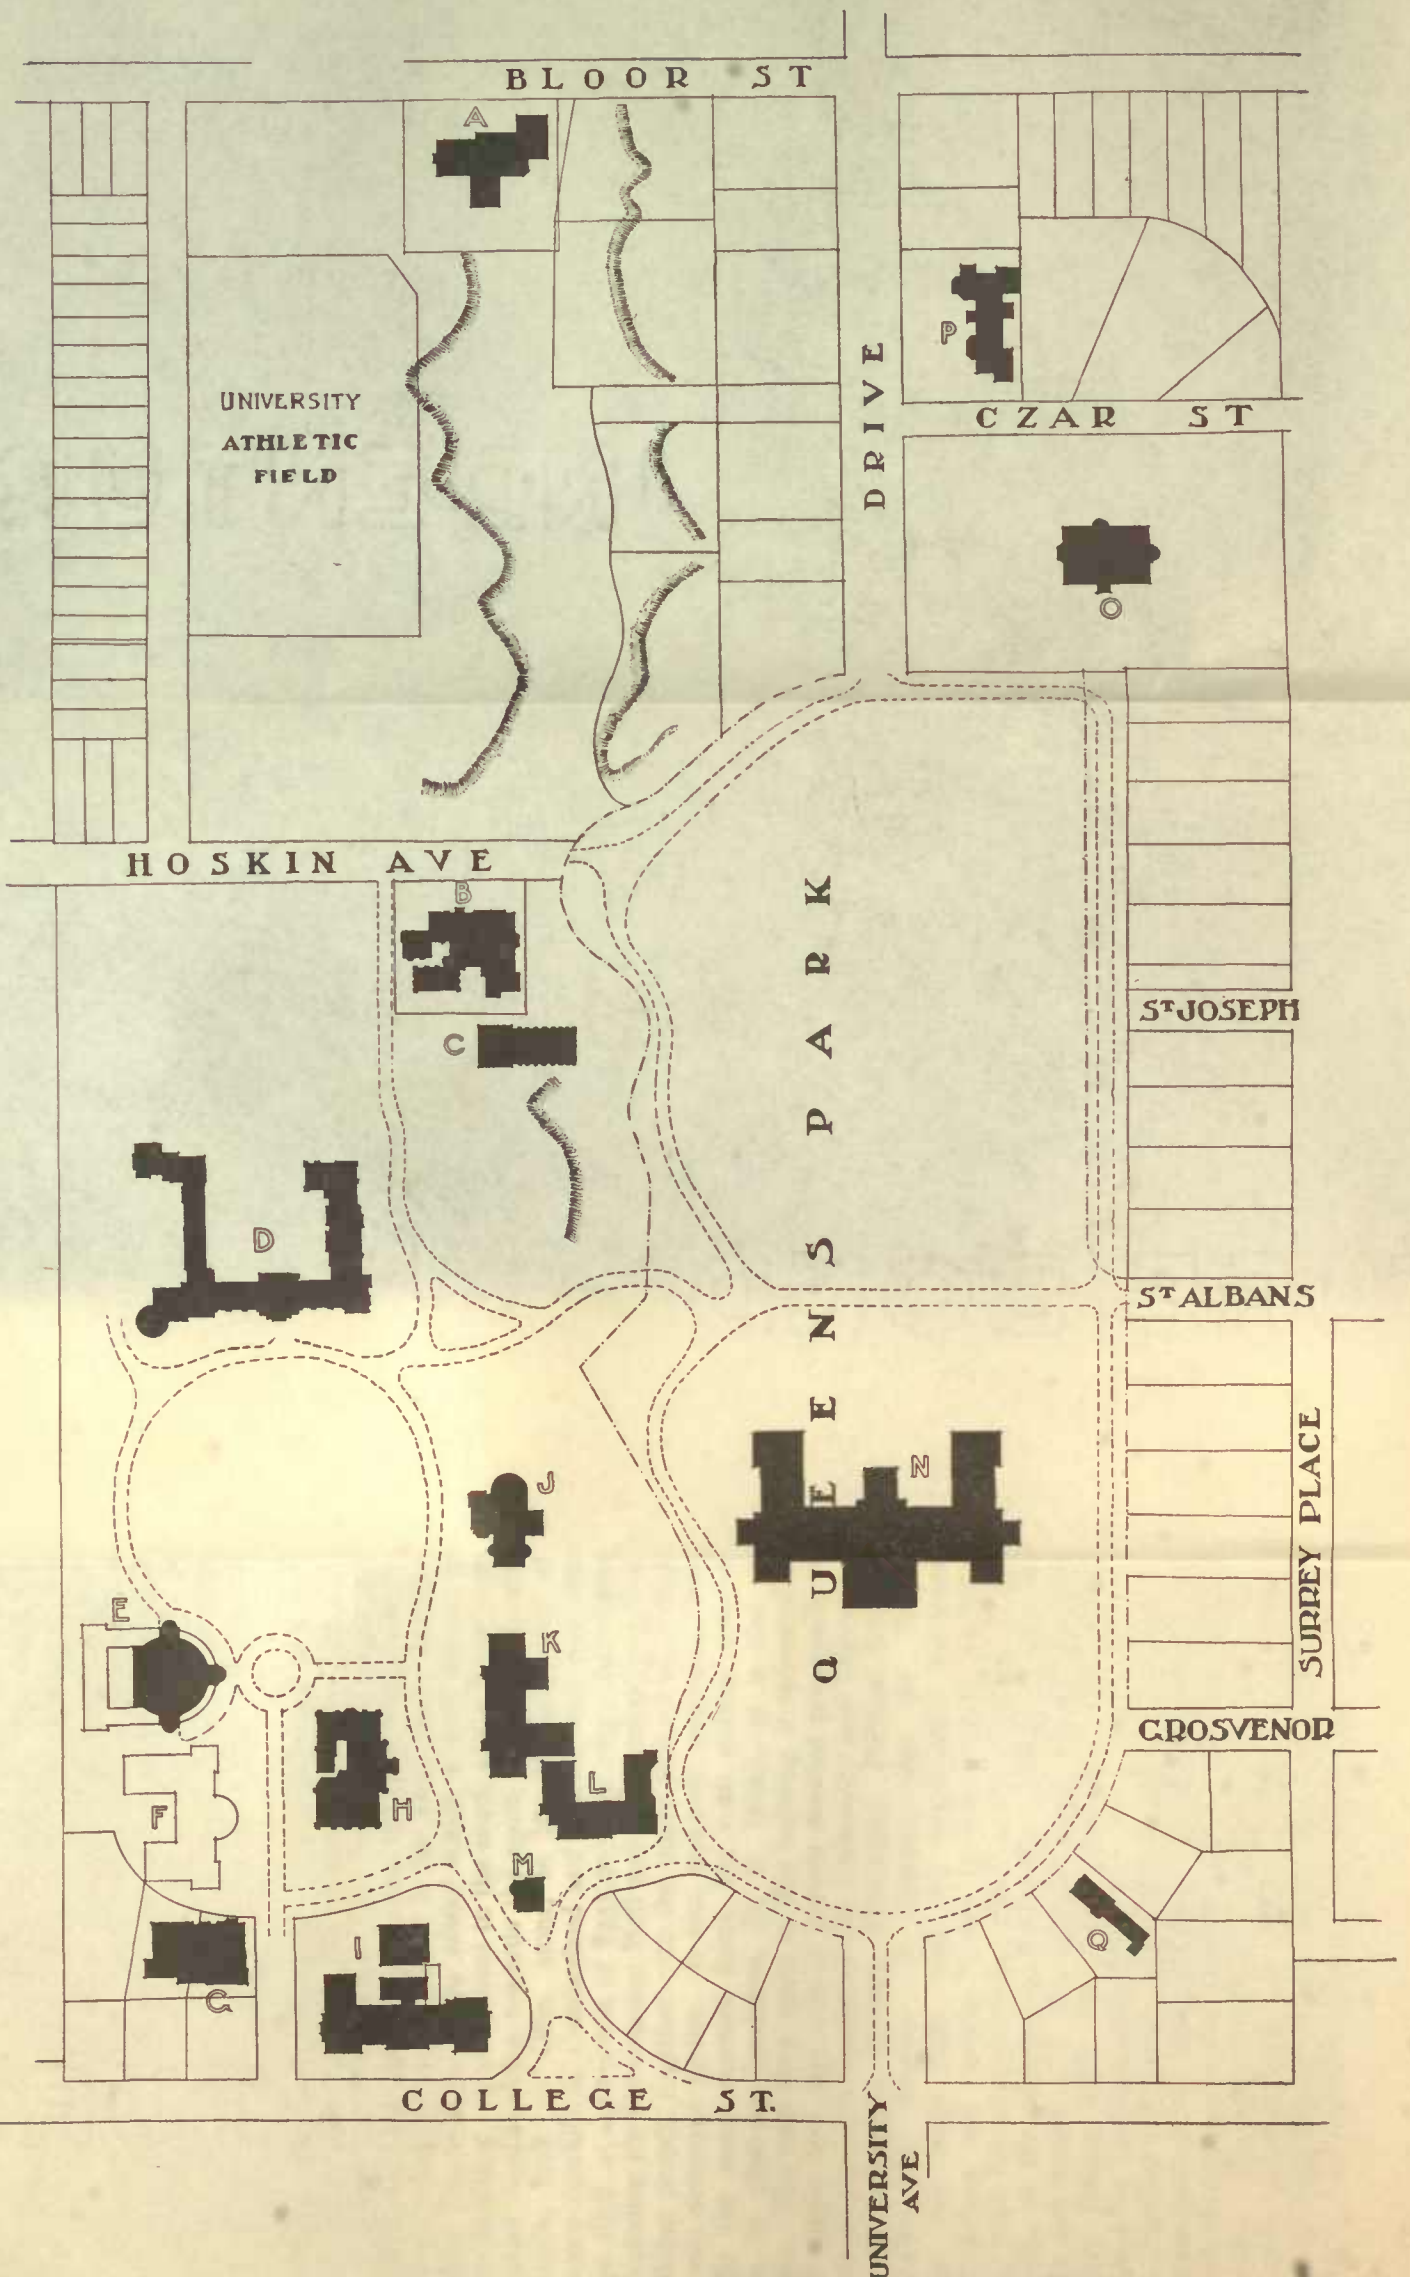 BLOOR ST
A
P
DRIVE
UNIVERSITY
ATHLETIC
FIELD
CZAR ST
O
HOSKIN AVE
B
C
ST JOSEPH
D
ST ALBANS
QUEENS PARK
N
J
SURREY PLACE
E
K
GROSVENOR
F
H
L
M
I
Q
G
COLLEGE ST.
UNIVERSITY
AVE